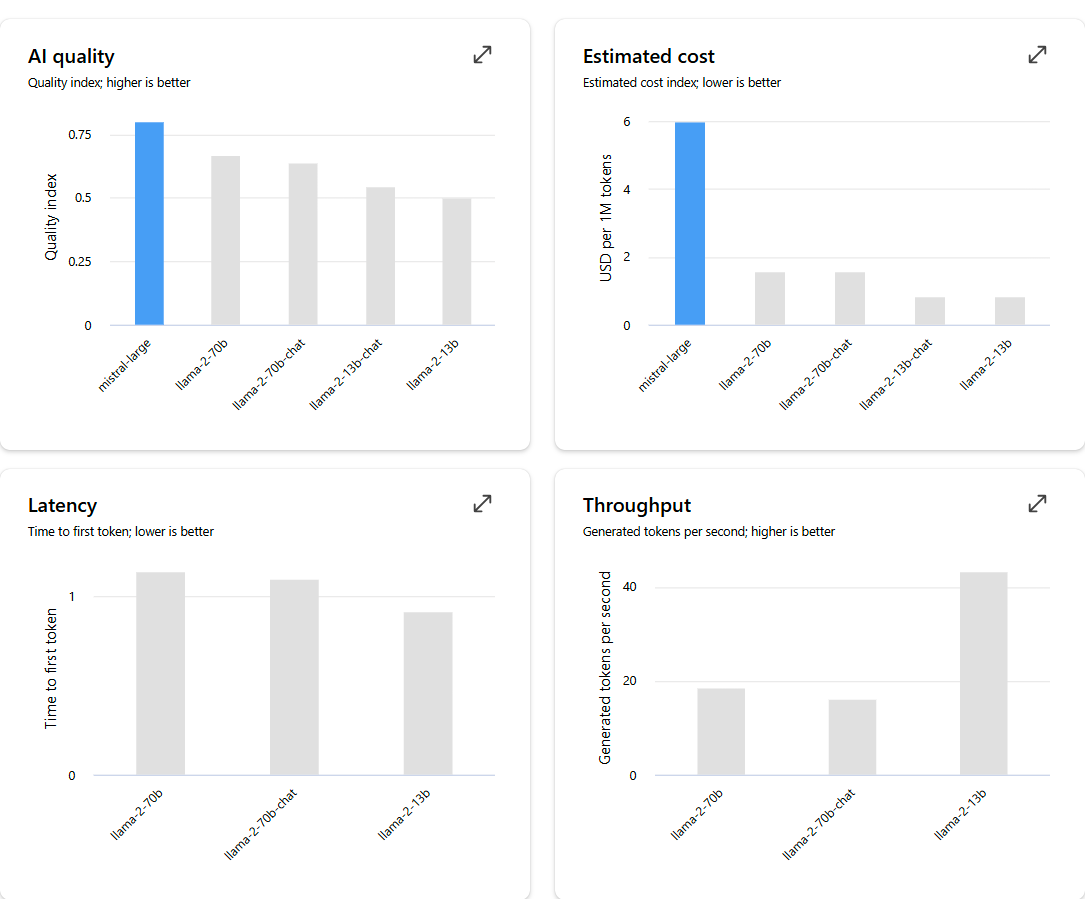 AI quality
Quality index; higher is better
Quality index
0.75
0.5
0.25
0
mistral-large
llama-2-70b
llama-2-70b-chat
llama-2-13b-chat
llama-2-13b
Estimated cost
Estimated cost index; lower is better
USD per 1M tokens
6
4
2
0
mistral-large
llama-2-70b
llama-2-70b-chat
llama-2-13b-chat
llama-2-13b
Latency
Time to first token; lower is better
Time to first token
1
0
llama-2-70b
llama-2-70b-chat
llama-2-13b
Throughput
Generated tokens per second; higher is better
Generated tokens per second
40
20
0
llama-2-70b
llama-2-70b-chat
llama-2-13b